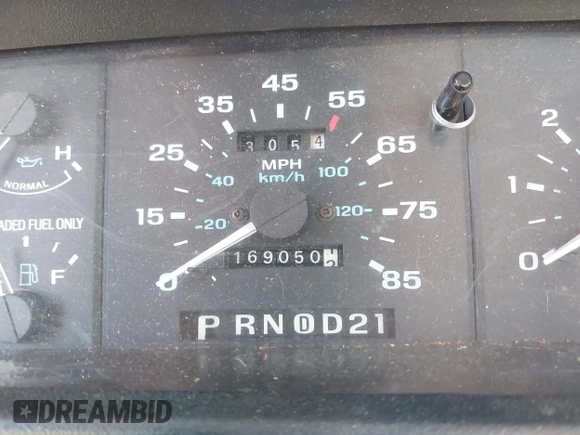 45
35
55
25
3054
65
MPH
km/h
40
100
15
-20-
120-
75
169050
0
85
P R N D D 2 1
H
NORMAL
ADED FUEL ONLY
F
2
1
0
DREAMBID